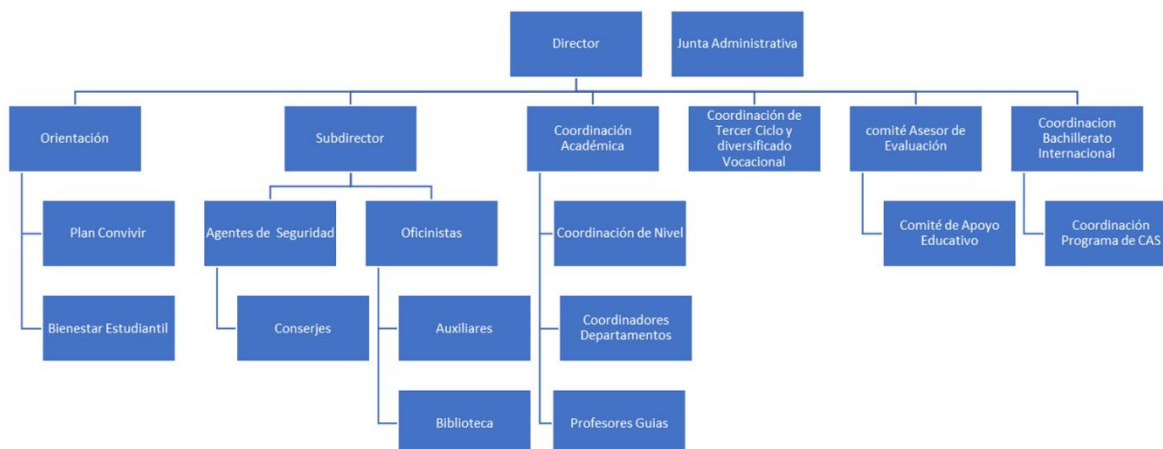 Director
Junta Administrativa
Orientación
Subdirector
Coordinación
Académica
Coordinación de
Tercer Ciclo y
diversificado
Vocacional
comité Asesor de
Evaluación
Coordinacion
Bachillerato
Internacional
Plan Convivir
Agentes de Seguridad
Oficinistas
Coordinación de Nivel
Comité de Apoyo
Educativo
Coordinación
Programa de CAS
Bienestar Estudiantil
Conserjes
Auxiliares
Coordinadores
Departamentos
Biblioteca
Profesores Guias